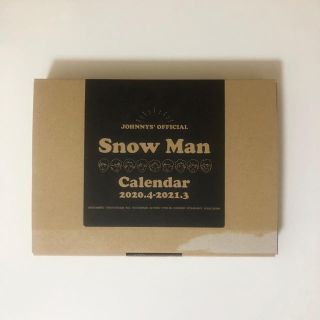 JOHNNYS' OFFICIAL
Snow Man
Calendar
2020.4-2021.3